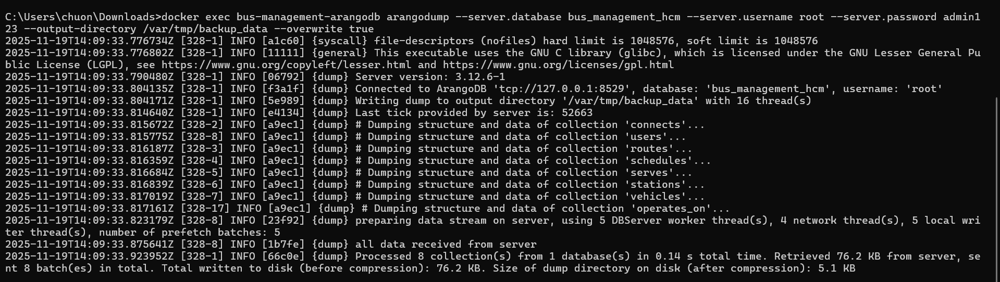 C:\Users\chuon\Downloads>docker exec bus-management-arangodb arangodump --server.database bus_management_hcm --server.username root --server.password admin1
23 --output-directory /var/tmp/backup_data --overwrite true
2025-11-19T14:09:33.776734Z [328-1] INFO [a1c60] {syscall} file-descriptors (nofiles) hard limit is 1048576, soft limit is 1048576
2025-11-19T14:09:33.776802Z [328-1] INFO [11111] {general} This executable uses the GNU C library (glibc), which is licensed under the GNU Lesser General Pu
blic License (LGPL), see https://www.gnu.org/copyleft/lesser.html and https://www.gnu.org/licenses/gpl.html
2025-11-19T14:09:33.790480Z [328-1] INFO [06792] {dump} Server version: 3.12.6-1
2025-11-19T14:09:33.804135Z [328-1] INFO [f3a1f] {dump} Connected to ArangoDB 'tcp://127.0.0.1:8529', database: 'bus_management_hcm', username: 'root'
2025-11-19T14:09:33.804171Z [328-1] INFO [5e989] {dump} Writing dump to output directory '/var/tmp/backup_data' with 16 thread(s)
2025-11-19T14:09:33.814640Z [328-1] INFO [e4134] {dump} Last tick provided by server is: 52663
2025-11-19T14:09:33.815672Z [328-2] INFO [a9ec1] {dump} # Dumping structure and data of collection 'connects'...
2025-11-19T14:09:33.815775Z [328-8] INFO [a9ec1] {dump} # Dumping structure and data of collection 'users'...
2025-11-19T14:09:33.816187Z [328-3] INFO [a9ec1] {dump} # Dumping structure and data of collection 'routes'...
2025-11-19T14:09:33.816359Z [328-4] INFO [a9ec1] {dump} # Dumping structure and data of collection 'schedules'...
2025-11-19T14:09:33.816684Z [328-5] INFO [a9ec1] {dump} # Dumping structure and data of collection 'serves'...
2025-11-19T14:09:33.816839Z [328-6] INFO [a9ec1] {dump} # Dumping structure and data of collection 'stations'...
2025-11-19T14:09:33.817019Z [328-7] INFO [a9ec1] {dump} # Dumping structure and data of collection 'vehicles'...
2025-11-19T14:09:33.817161Z [328-17] INFO [a9ec1] {dump} # Dumping structure and data of collection 'operates_on'...
2025-11-19T14:09:33.823179Z [328-8] INFO [23f92] {dump} preparing data stream on server, using 5 DBServer worker thread(s), 4 network thread(s), 5 local wri
ter thread(s), number of prefetch batches: 5
2025-11-19T14:09:33.875641Z [328-8] INFO [1b7fe] {dump} all data received from server
2025-11-19T14:09:33.923952Z [328-1] INFO [66c0e] {dump} Processed 8 collection(s) from 1 database(s) in 0.14 s total time. Retrieved 76.2 KB from server, se
nt 8 batch(es) in total. Total written to disk (before compression): 76.2 KB. Size of dump directory on disk (after compression): 5.1 KB